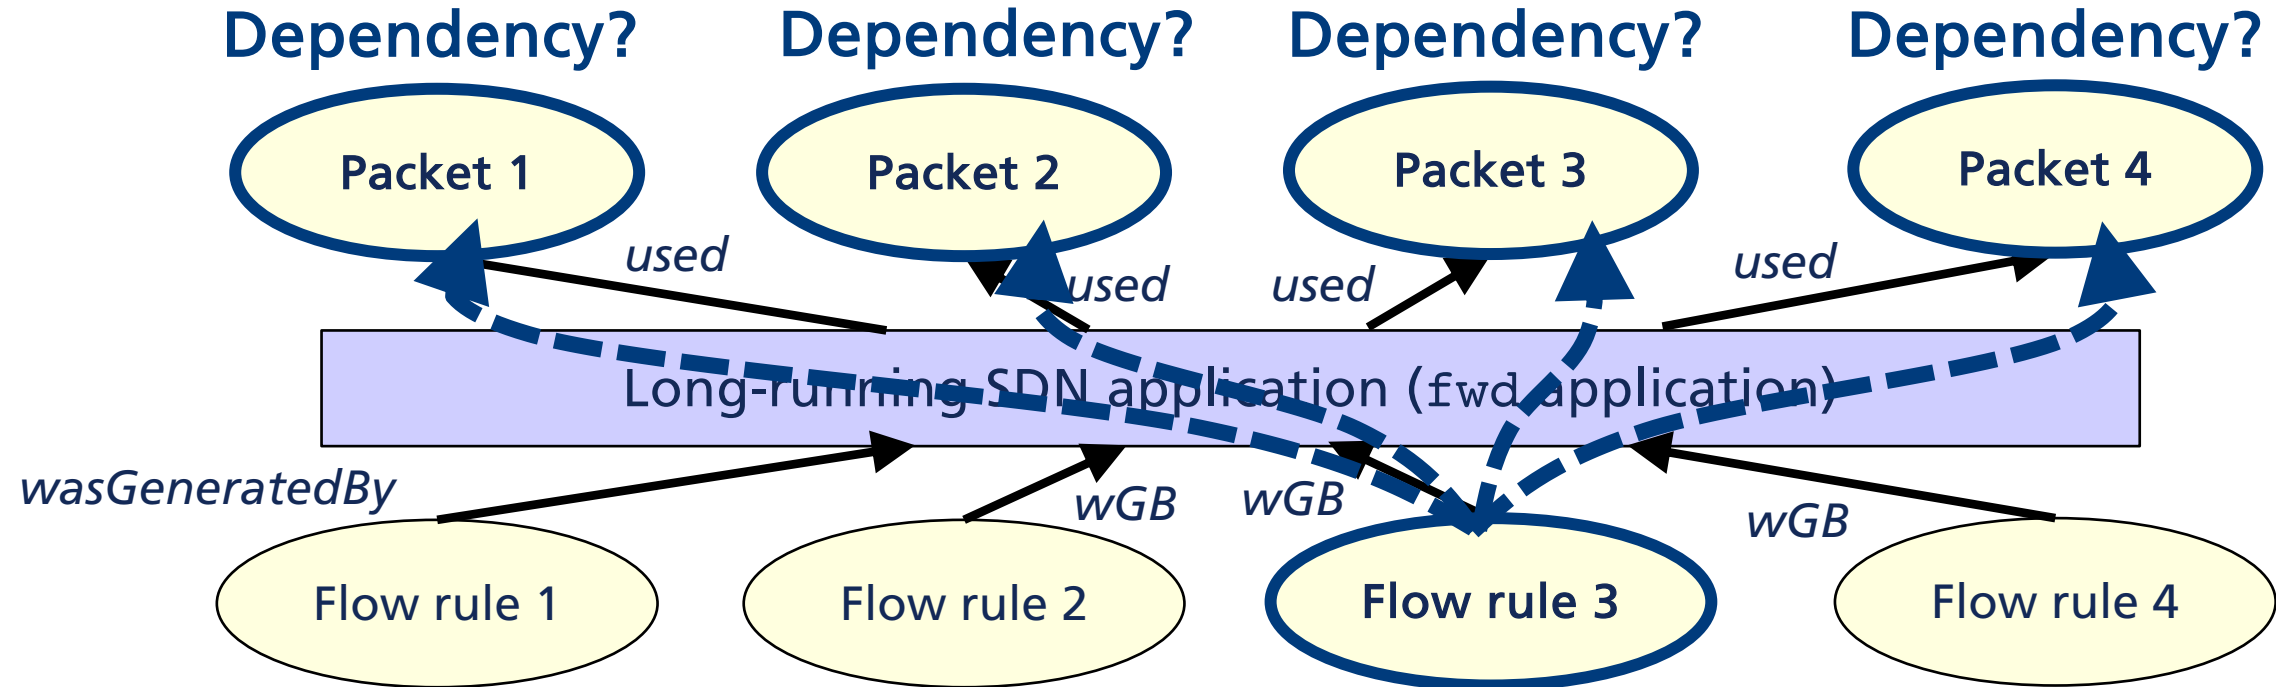 Dependency? Dependency? Dependency? Dependency?
Packet 1 Packet 2 Packet 3 Packet 4
used used used used
Long-running SDN application (fwd application)
wasGeneratedBy wGB wGB wGB
Flow rule 1 Flow rule 2 Flow rule 3 Flow rule 4